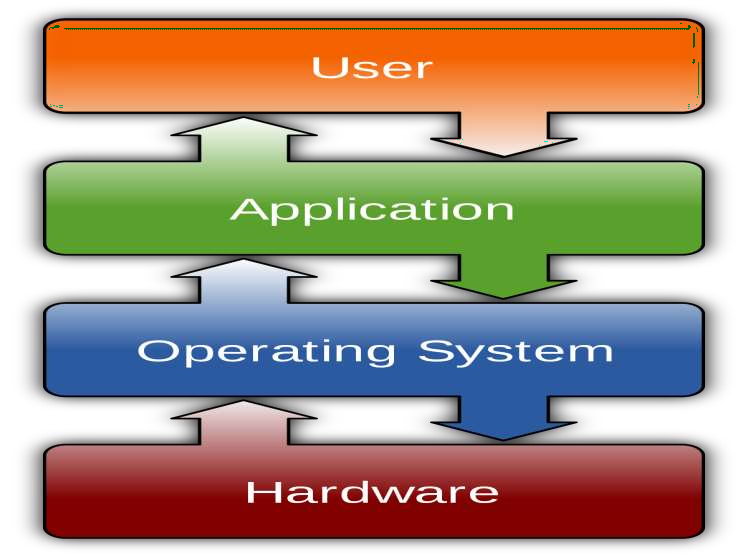 User
Application
Operating System
Hardware